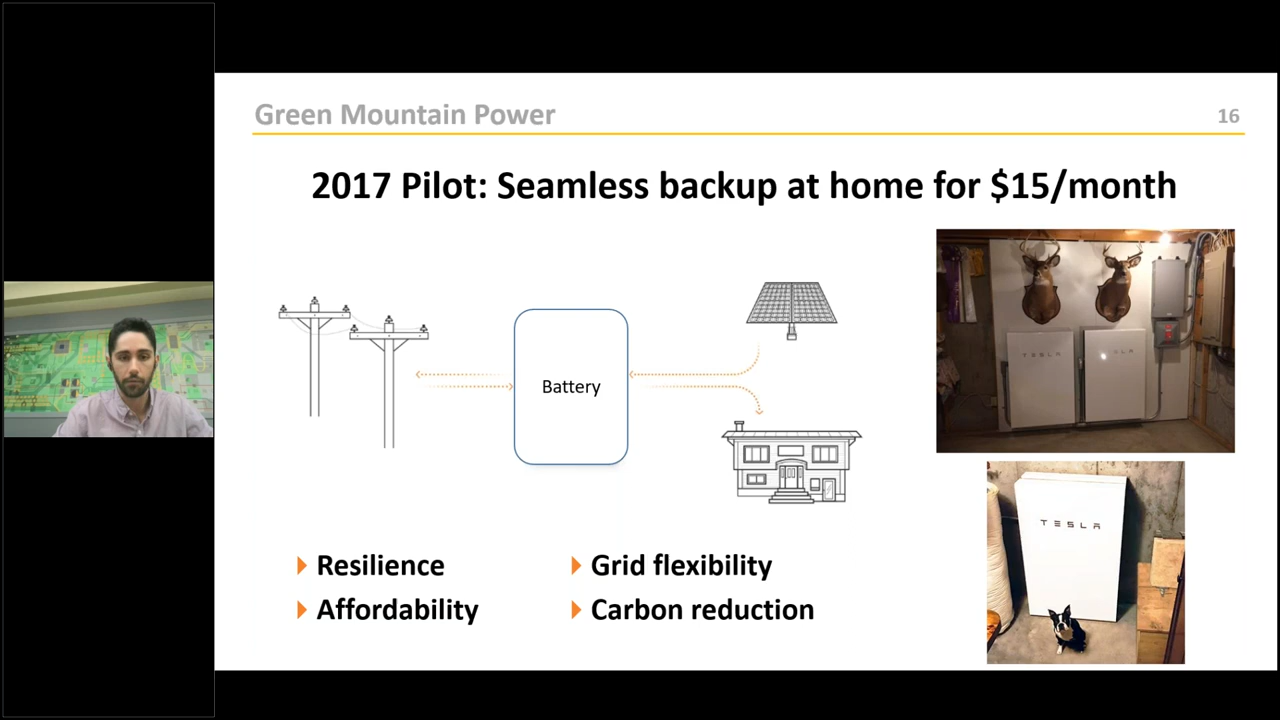 Green Mountain Power
16
2017 Pilot: Seamless backup at home for $15/month
Battery
TESLA
TESLA
Resilience
Grid flexibility
Affordability
Carbon reduction